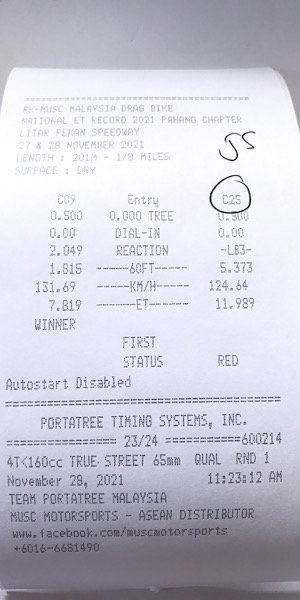 RK-MUSC MALAYSIA DRAG BIKE
NATIONAL ET RECORD 2021 PAHANG CHAPTER
LITAR PEKAN SPEEDWAY
27 & 28 NOVEMBER 2021
LENGTH : 201M - 1/8 MILES
SURFACE : DRY
C09 Entry C25
0.500 0.000 TREE 0.500
0.00 DIAL-IN 0.00
2.049 REACTION -LB3-
1.815 -----60FT------ 5.373
131.69 -----KM/H------ 124.64
7.819 ------ET------- 11.989
WINNER
FIRST
STATUS RED
Autostart Disabled
========================================
PORTATREE TIMING SYSTEMS, INC.
================ 23/24 ===========600214
4T<160cc TRUE STREET 65mm QUAL RND 1
November 28, 2021 11:23:12 AM
TEAM PORTATREE MALAYSIA
MUSC MOTORSPORTS - ASEAN DISTRIBUTOR
www.facebook.com/muscmotorsports
+6016-6681490